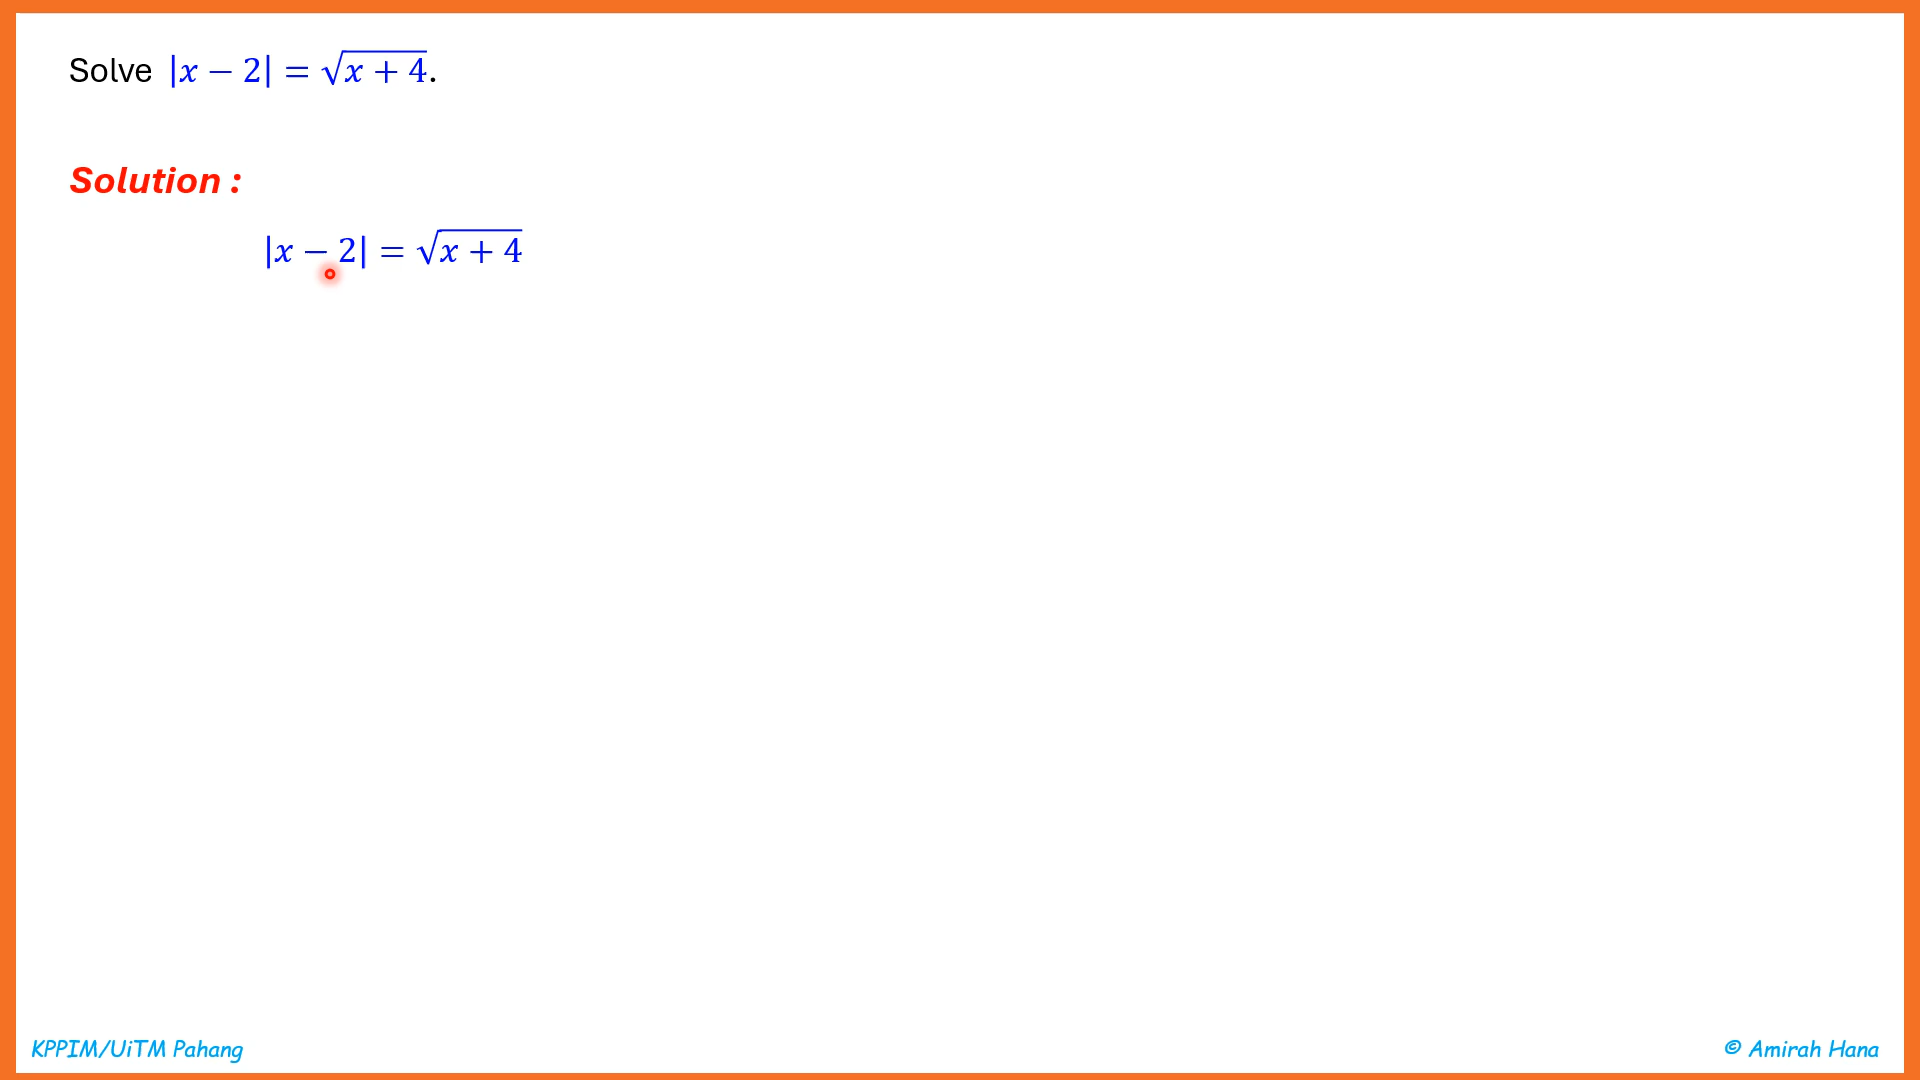 Solve |x − 2| = √(x + 4).
Solution :
|x − 2| = √(x + 4)
KPPIM/UiTM Pahang
© Amirah Hana